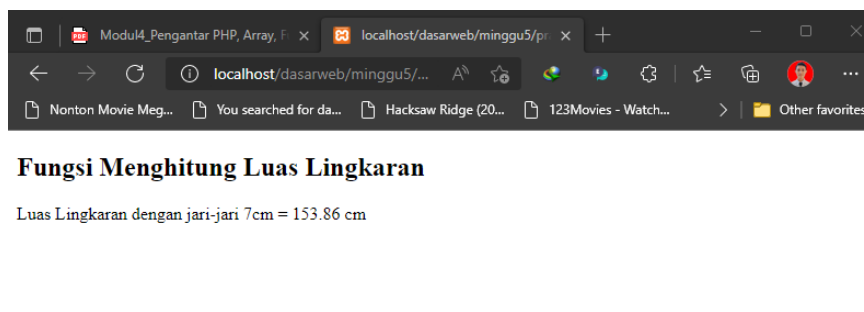 Modul4_Pengantar PHP, Array, F
localhost/dasarweb/minggu5/pr
localhost/dasarweb/minggu5/...
Nonton Movie Meg...
You searched for da...
Hacksaw Ridge (20...
123Movies - Watch...
Other favorites
Fungsi Menghitung Luas Lingkaran
Luas Lingkaran dengan jari-jari 7cm = 153.86 cm